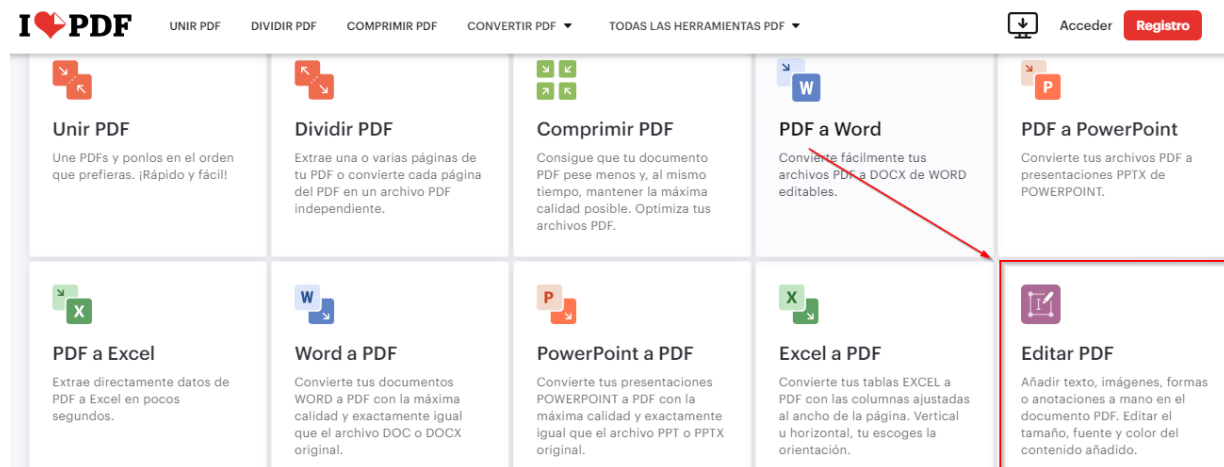 I PDF
UNIR PDF
DIVIDIR PDF
COMPRIMIR PDF
CONVERTIR PDF
TODAS LAS HERRAMIENTAS PDF
Acceder
Registro
Unir PDF
Une PDFs y ponlos en el orden
que prefieras. ¡Rápido y fácil!
Dividir PDF
Extrae una o varias páginas de
tu PDF o convierte cada página
del PDF en un archivo PDF
independiente.
Comprimir PDF
Consigue que tu documento
PDF pese menos y, al mismo
tiempo, mantener la máxima
calidad posible. Optimiza tus
archivos PDF.
W
PDF a Word
Convierte fácilmente tus
archivos PDF a DOCX de WORD
editables.
P
PDF a PowerPoint
Convierte tus archivos PDF a
presentaciones PPTX de
POWERPOINT.
X
PDF a Excel
Extrae directamente datos de
PDF a Excel en pocos
segundos.
W
Word a PDF
Convierte tus documentos
WORD a PDF con la máxima
calidad y exactamente igual
que el archivo DOC o DOCX
original.
P
PowerPoint a PDF
Convierte tus presentaciones
POWERPOINT a PDF con la
máxima calidad y exactamente
igual que el archivo PPT o PPTX
original.
X
Excel a PDF
Convierte tus tablas EXCEL a
PDF con las columnas ajustadas
al ancho de la página. Vertical
u horizontal, tu escoges la
orientación.
Editar PDF
Añadir texto, imágenes, formas
o anotaciones a mano en el
documento PDF. Editar el
tamaño, fuente y color del
contenido añadido.